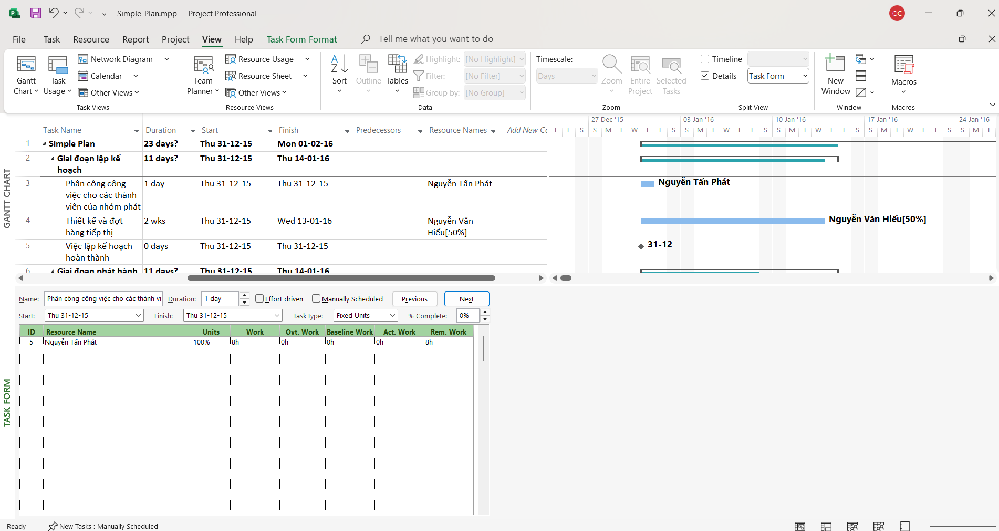 Simple_Plan.mpp - Project Professional
QC
File Task Resource Report Project View Help Task Form Format Tell me what you want to do
Gantt Chart
Task Usage
Network Diagram
Calendar
Other Views
Task Views
Team Planner
Resource Usage
Resource Sheet
Other Views
Resource Views
Sort
Outline
Tables
Highlight: [No Highlight]
Filter: [No Filter]
Group by: [No Group]
Data
Timescale:
Days
Zoom
Entire Project
Selected Tasks
Zoom
Timeline
Details Task Form
Split View
New Window
Window
Macros
Macros
GANTT CHART
Task Name Duration Start Finish Predecessors Resource Names Add New Co
27 Dec '15 03 Jan '16 10 Jan '16 17 Jan '16 24 Jan '16
T F S S M T W T F S S M T W T F S S M T W T F S S M T W T F S S M T
1 Simple Plan 23 days? Thu 31-12-15 Mon 01-02-16
2 Giai đoạn lập kế hoạch 11 days? Thu 31-12-15 Thu 14-01-16
3 Phân công công việc cho các thành viên của nhóm phát 1 day Thu 31-12-15 Thu 31-12-15 Nguyễn Tấn Phát
Nguyễn Tấn Phát
4 Thiết kế và đợt hàng tiếp thị 2 wks Thu 31-12-15 Wed 13-01-16 Nguyễn Văn Hiếu[50%]
Nguyễn Văn Hiếu[50%]
5 Việc lập kế hoạch hoàn thành 0 days Thu 31-12-15 Thu 31-12-15
31-12
6 Giai đoạn phát hành 11 days? Thu 31-12-15 Thu 14-01-16
TASK FORM
Name: Phân công công việc cho các thành vi Duration: 1 day Effort driven Manually Scheduled Previous Next
Start: Thu 31-12-15 Finish: Thu 31-12-15 Task type: Fixed Units % Complete: 0%
ID Resource Name Units Work Ovt. Work Baseline Work Act. Work Rem. Work
5 Nguyễn Tấn Phát 100% 8h 0h 0h 0h 8h
Ready New Tasks : Manually Scheduled